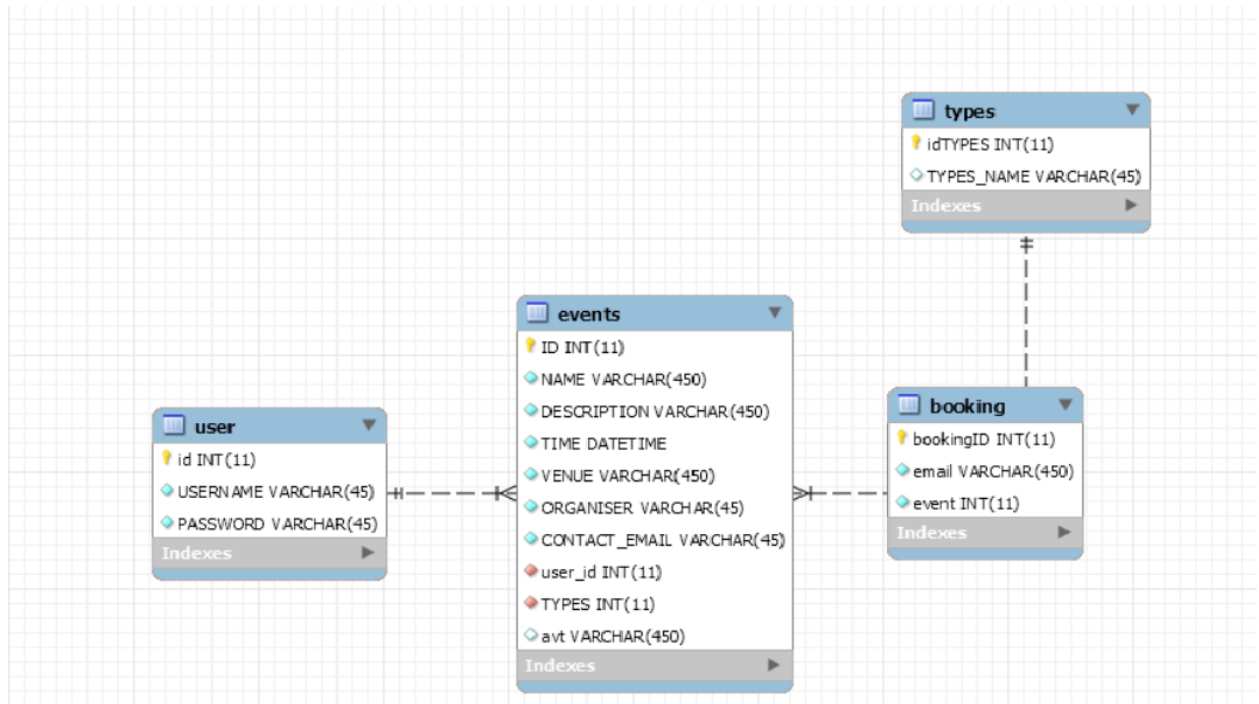 types
idTYPES INT(11)
TYPES_NAME VARCHAR(45)
Indexes
events
ID INT(11)
NAME VARCHAR(450)
DESCRIPTION VARCHAR(450)
TIME DATETIME
VENUE VARCHAR(450)
ORGANISER VARCHAR(45)
CONTACT_EMAIL VARCHAR(45)
user_id INT(11)
TYPES INT(11)
avt VARCHAR(450)
Indexes
user
id INT(11)
USERNAME VARCHAR(45)
PASSWORD VARCHAR(45)
Indexes
booking
bookingID INT(11)
email VARCHAR(450)
event INT(11)
Indexes